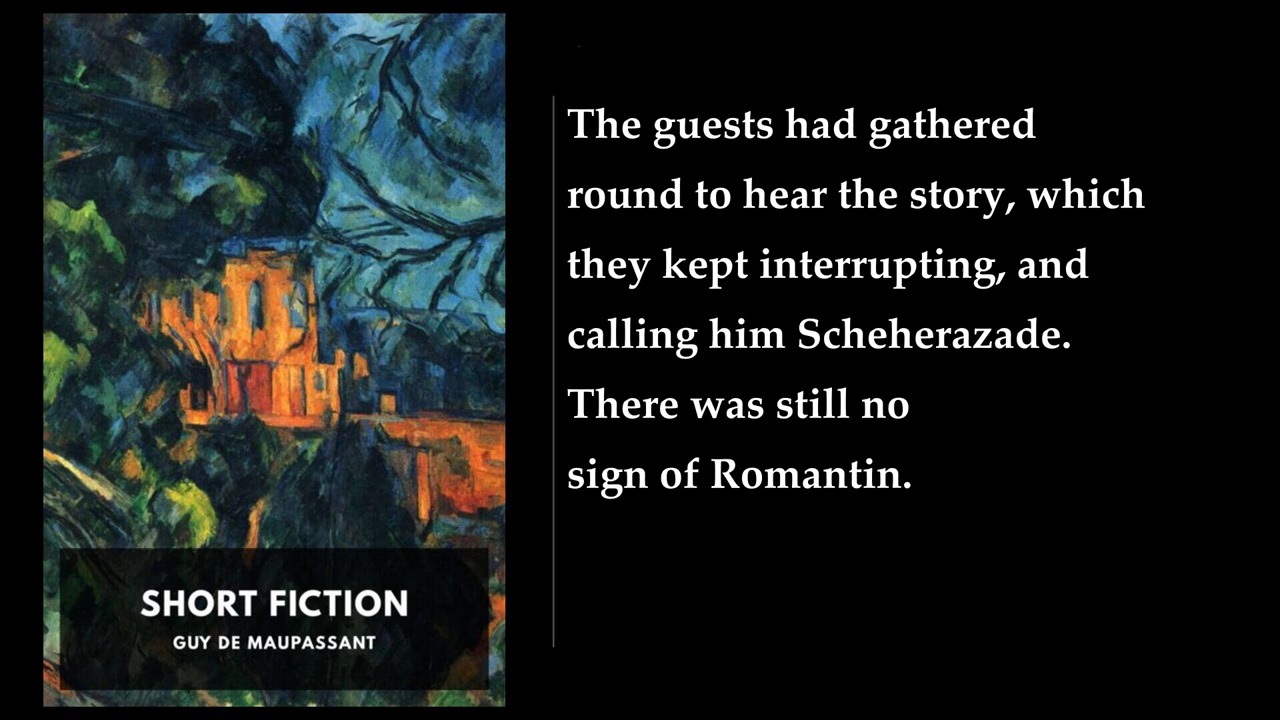 SHORT FICTION
GUY DE MAUPASSANT
The guests had gathered
round to hear the story, which
they kept interrupting, and
calling him Scheherazade.
There was still no
sign of Romantin.